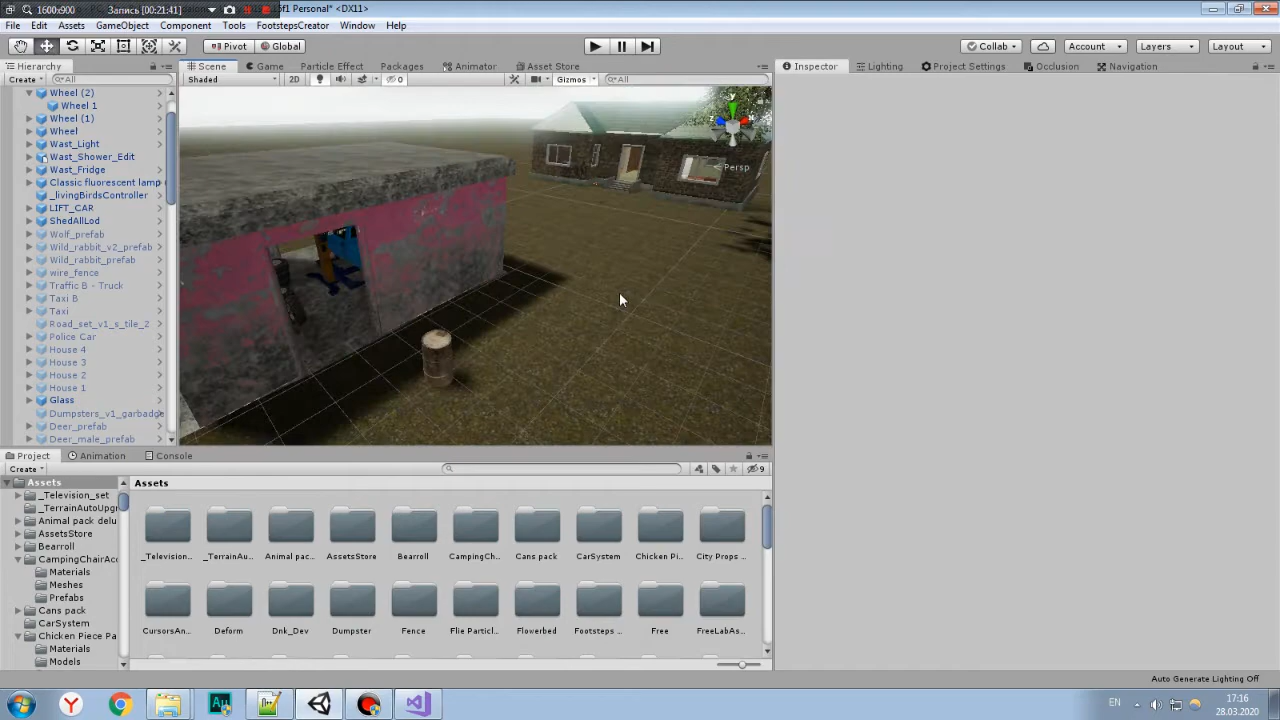 1600x900 Записаь [00:21:41] 5f1 Personal* <DX11>
File Edit Assets GameObject Component Tools FootstepsCreator Window Help
Pivot Global Collab Account Layers Layout
Hierarchy Scene Game Particle Effect Packages Animator Asset Store Inspector Lighting Project Settings Occlusion Navigation
Create All Shaded 2D 0 Gizmos All
Wheel (2)
Wheel 1
Wheel (1)
Wheel
Wast_Light
Wast_Shower_Edit
Wast_Fridge
Classic fluorescent lamp
_livingBirdsController
LIFT_CAR
ShedAllLod
Wolf_prefab
Wild_rabbit_v2_prefab
Wild_rabbit_prefab
wire_fence
Traffic B - Truck
Taxi B
Taxi
Road_set_v1_s_tile_2
Police Car
House 4
House 3
House 2
House 1
Glass
Dumpsters_v1_garbadge
Deer_prefab
Deer_male_prefab
y
z x
Persp
Project Animation Console
Create 9
Assets
_Television_set
_TerrainAutoUpgr
Animal pack delu
AssetsStore
Bearroll
CampingChairAcc
Materials
Meshes
Prefabs
Cans pack
CarSystem
Chicken Piece Pa
Materials
Models
Assets
_Television... _TerrainAu... Animal pac... AssetsStore Bearroll CampingCh... Cans pack CarSystem Chicken Pi... City Props ...
CursorsAn... Deform Dnk_Dev Dumpster Fence Flie Particl... Flowerbed Footsteps ... Free FreeLabAs...
Auto Generate Lighting Off
EN 17:16
28.03.2020